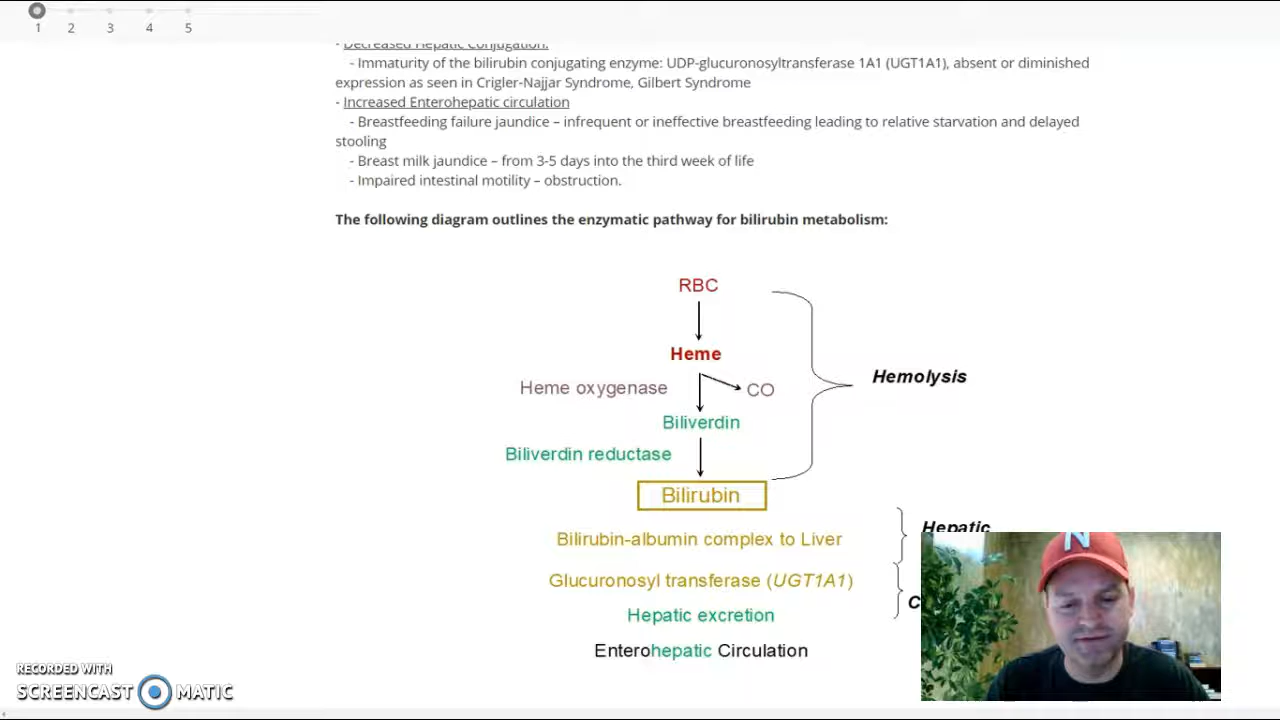 1 2 3 4 5
- Decreased Hepatic Conjugation:
- Immaturity of the bilirubin conjugating enzyme: UDP-glucuronosyltransferase 1A1 (UGT1A1), absent or diminished
expression as seen in Crigler-Najjar Syndrome, Gilbert Syndrome
- Increased Enterohepatic circulation
- Breastfeeding failure jaundice – infrequent or ineffective breastfeeding leading to relative starvation and delayed
stooling
- Breast milk jaundice – from 3-5 days into the third week of life
- Impaired intestinal motility – obstruction.
The following diagram outlines the enzymatic pathway for bilirubin metabolism:
RBC
Heme
Hemolysis
Heme oxygenase CO
Biliverdin
Biliverdin reductase
Bilirubin
Hepatic
Bilirubin-albumin complex to Liver
Glucuronosyl transferase (UGT1A1)
Hepatic excretion
Enterohepatic Circulation
N
RECORDED WITH
SCREENCAST MATIC